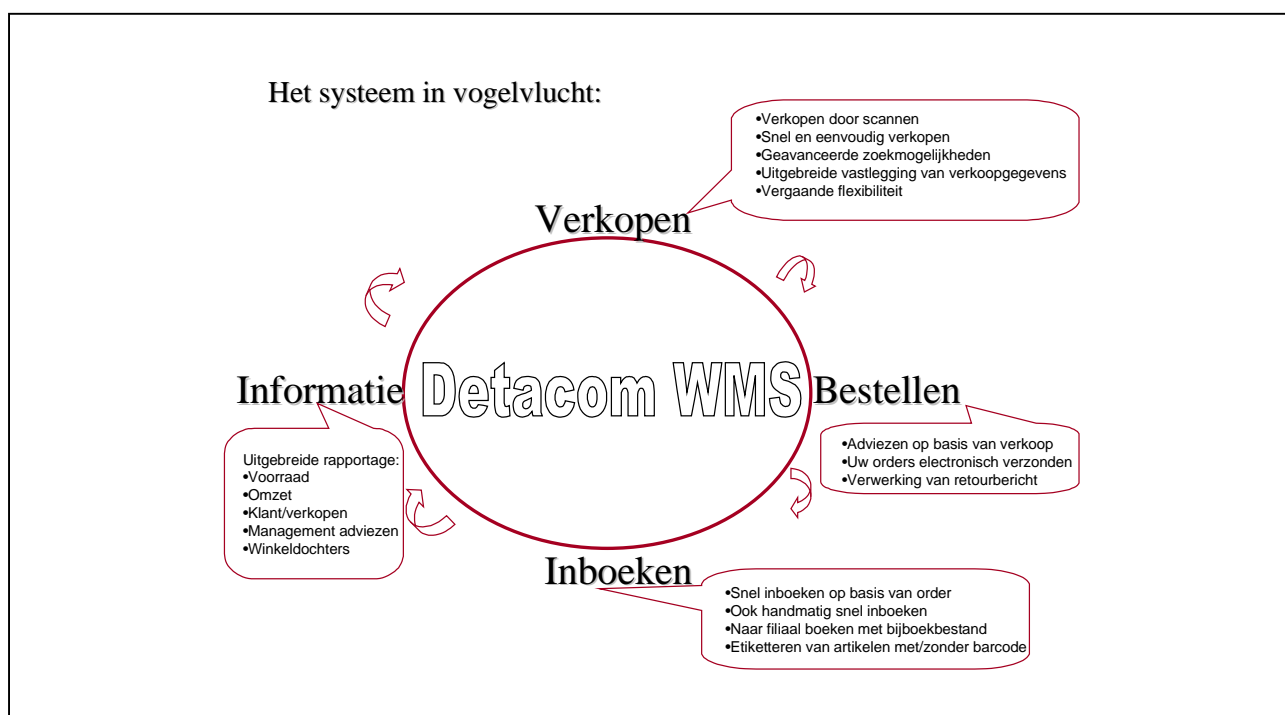 Het systeem in vogelvlucht:
•Verkopen door scannen
•Snel en eenvoudig verkopen
•Geavanceerde zoekmogelijkheden
•Uitgebreide vastlegging van verkoopgegevens
•Vergaande flexibiliteit
Verkopen
Informatie
Detacom WMS
Bestellen
Uitgebreide rapportage:
•Voorraad
•Omzet
•Klant/verkopen
•Management adviezen
•Winkeldochters
•Adviezen op basis van verkoop
•Uw orders electronisch verzonden
•Verwerking van retourbericht
Inboeken
•Snel inboeken op basis van order
•Ook handmatig snel inboeken
•Naar filiaal boeken met bijboekbestand
•Etiketteren van artikelen met/zonder barcode